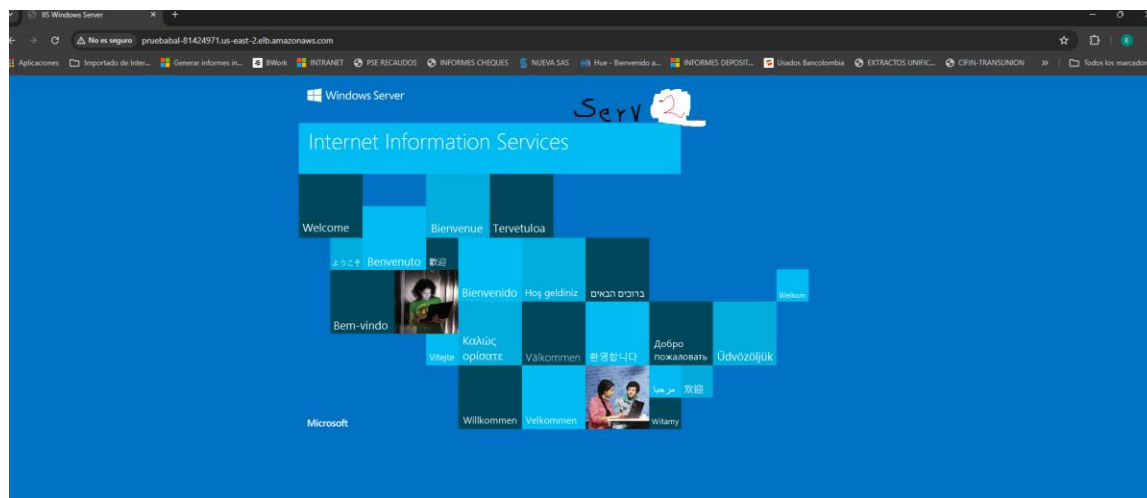 IIS Windows Server
No es seguro pruebabal-81424971.us-east-2.elb.amazonaws.com
Aplicaciones Importado de Inter... Generar informes in... BWork INTRANET PSE RECAUDOS INFORMES CHEQUES NUEVA SAS Hue - Bienvenido a... INFORMES DEPOSIT... Usados Bancolombia EXTRACTOS UNIFIC... CIFIN-TRANSUNION » Todos los marcador
Windows Server
Serv 2
Internet Information Services
Welcome Bienvenue Tervetuloa
ようこそ Benvenuto 歡迎
Bienvenido Hoş geldiniz ברוכים הבאים Welkom
Bem-vindo
Vítejte Καλώς ορίσατε Välkommen 환영합니다 Добро пожаловать Üdvözöljük
مرحبا 欢迎
Microsoft Willkommen Velkommen Witamy